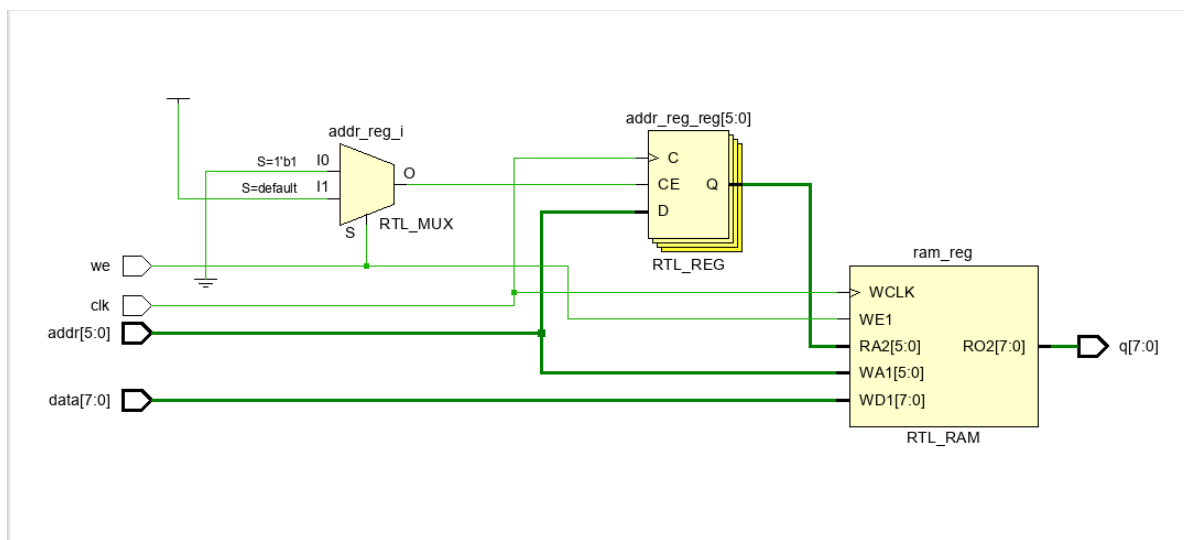 addr_reg_i
S=1'b1
I0
S=default
I1
O
S
RTL_MUX
addr_reg_reg[5:0]
C
CE
Q
D
RTL_REG
we
clk
addr[5:0]
data[7:0]
ram_reg
WCLK
WE1
RA2[5:0]
RO2[7:0]
WA1[5:0]
WD1[7:0]
RTL_RAM
q[7:0]